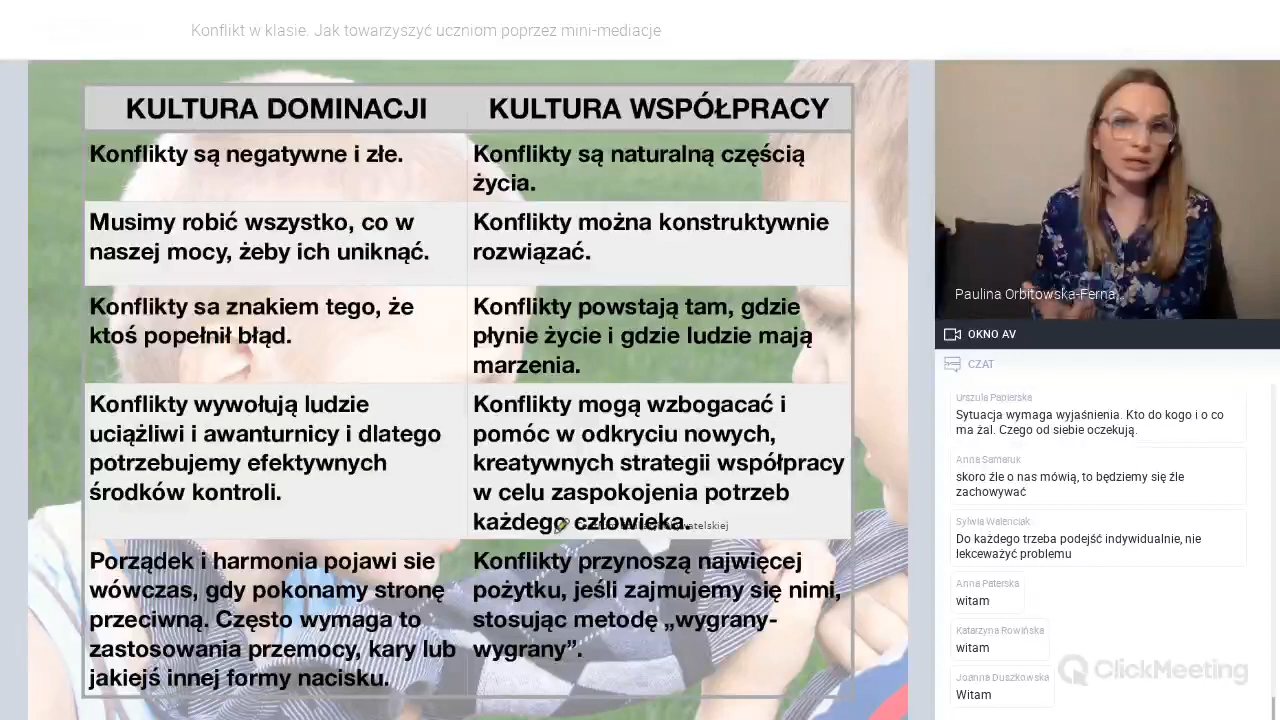 Konflikt w klasie. Jak towarzyszyć uczniom poprzez mini-mediacje
KULTURA DOMINACJI
KULTURA WSPÓŁPRACY
Konflikty są negatywne i złe.
Konflikty są naturalną częścią
życia.
Musimy robić wszystko, co w
naszej mocy, żeby ich uniknąć.
Konflikty można konstruktywnie
rozwiązać.
Konflikty sa znakiem tego, że
ktoś popełnił błąd.
Konflikty powstają tam, gdzie
płynie życie i gdzie ludzie mają
marzenia.
Konflikty wywołują ludzie
uciążliwi i awanturnicy i dlatego
potrzebujemy efektywnych
środków kontroli.
Konflikty mogą wzbogacać i
pomóc w odkryciu nowych,
kreatywnych strategii współpracy
w celu zaspokojenia potrzeb
każdego człowieka.
Porządek i harmonia pojawi sie
wówczas, gdy pokonamy stronę
przeciwną. Często wymaga to
zastosowania przemocy, kary lub
jakiejś innej formy nacisku.
Konflikty przynoszą najwięcej
pożytku, jeśli zajmujemy się nimi,
stosując metodę „wygrany-
wygrany”.
Paulina Orbitowska-Ferna...
OKNO AV
CZAT
Urszula Papierska
Sytuacja wymaga wyjaśnienia. Kto do kogo i o co
ma żal. Czego od siebie oczekują.
Anna Samaruk
skoro źle o nas mówią, to będziemy się źle
zachowywać
Sylwia Walenciak
Do każdego trzeba podejść indywidualnie, nie
lekceważyć problemu
Anna Paterska
witam
Katarzyna Rowińska
witam
Joanna Duszkowska
Witam
ClickMeeting